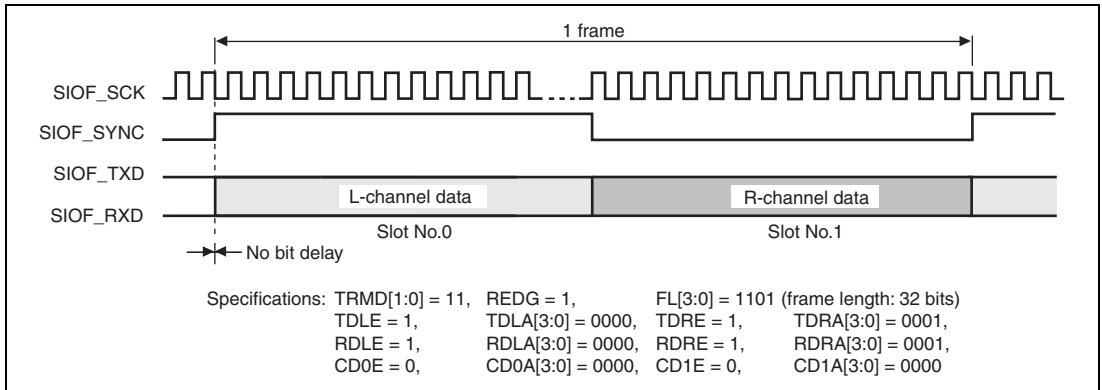 1 frame
SIOF_SCK
SIOF_SYNC
SIOF_TXD
L-channel data
R-channel data
SIOF_RXD
Slot No.0
Slot No.1
No bit delay
Specifications: TRMD[1:0] = 11, REDG = 1, FL[3:0] = 1101 (frame length: 32 bits)
TDLE = 1, TDLA[3:0] = 0000, TDRE = 1, TDRA[3:0] = 0001,
RDLE = 1, RDLA[3:0] = 0000, RDRE = 1, RDRA[3:0] = 0001,
CD0E = 0, CD0A[3:0] = 0000, CD1E = 0, CD1A[3:0] = 0000